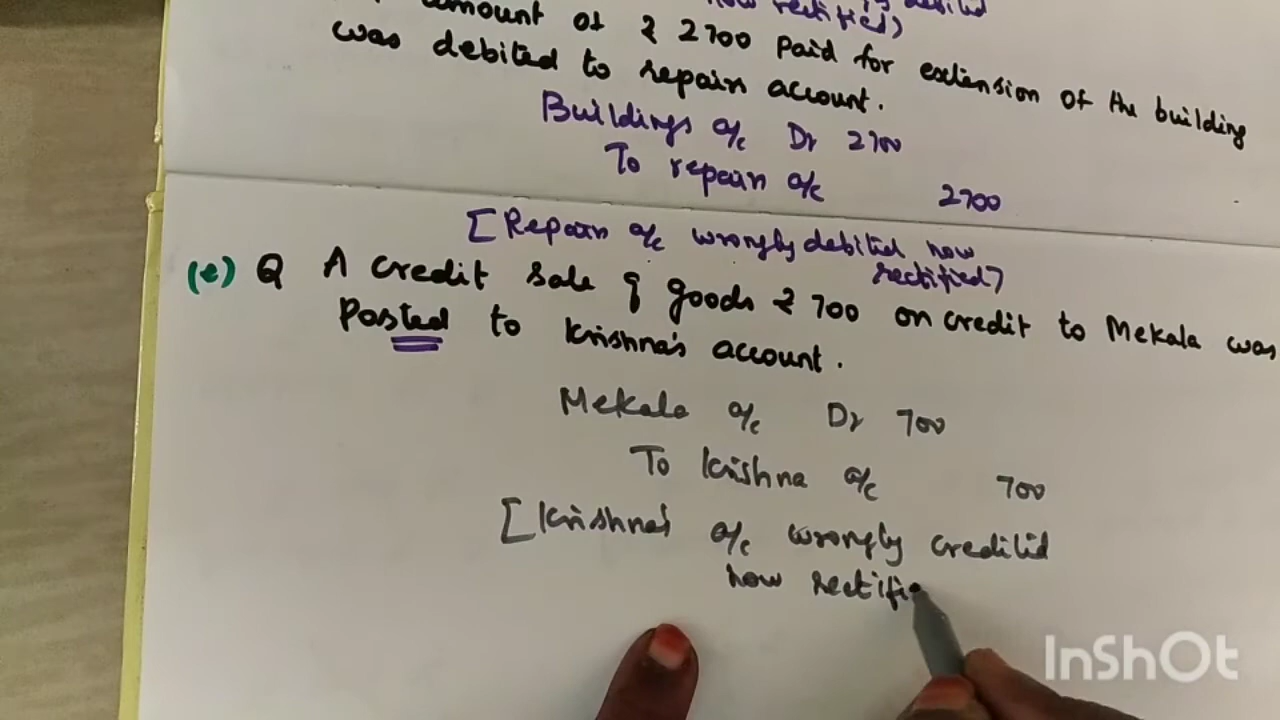 now rectified)
amount of ₹ 2700 paid for extension of the building
was debited to repair account.
Buildings a/c Dr 2700
To repair a/c 2700
[Repair a/c wrongly debited now
rectified]
(e) Q A credit sale of goods ₹ 700 on credit to Mekala was
Posted to Krishna's account.
Mekala a/c Dr 700
To Krishna a/c 700
[Krishna's a/c wrongly credited
now rectifie
InShOt